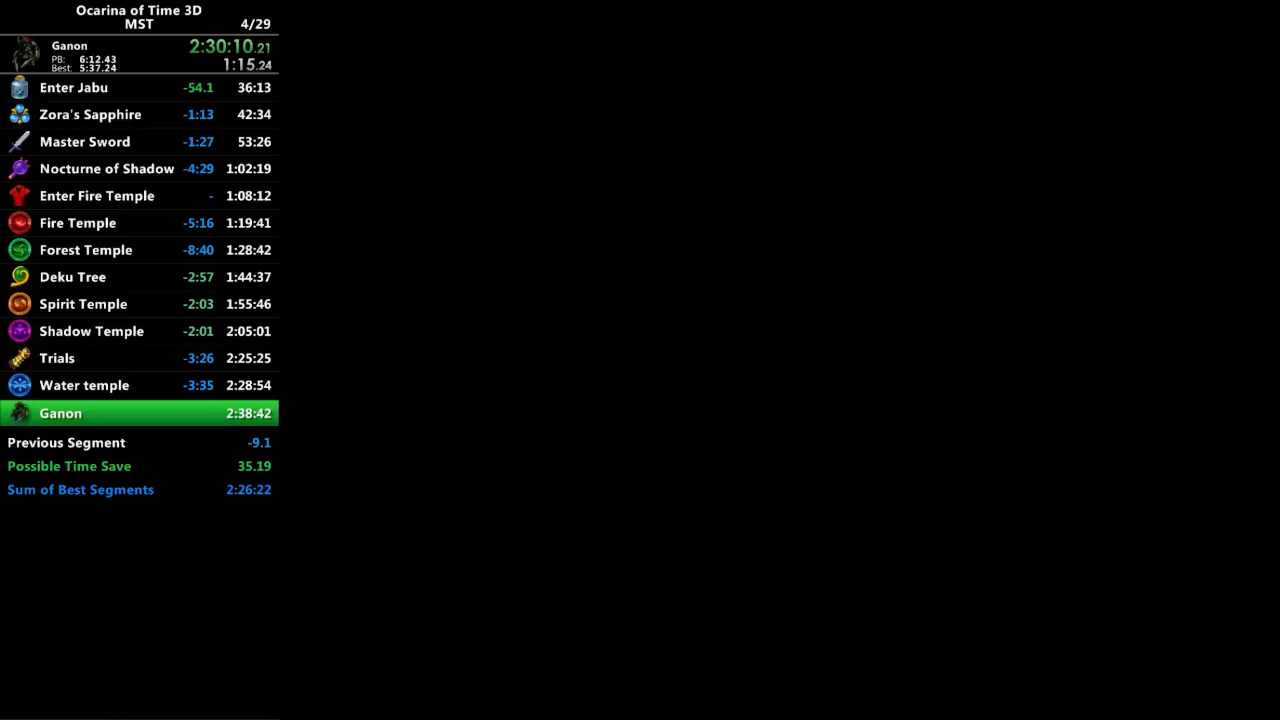 Ocarina of Time 3D
MST 4/29
Ganon 2:30:10.21
PB: 6:12.43
Best: 5:37.24 1:15.24
Enter Jabu -54.1 36:13
Zora's Sapphire -1:13 42:34
Master Sword -1:27 53:26
Nocturne of Shadow -4:29 1:02:19
Enter Fire Temple - 1:08:12
Fire Temple -5:16 1:19:41
Forest Temple -8:40 1:28:42
Deku Tree -2:57 1:44:37
Spirit Temple -2:03 1:55:46
Shadow Temple -2:01 2:05:01
Trials -3:26 2:25:25
Water temple -3:35 2:28:54
Ganon 2:38:42
Previous Segment -9.1
Possible Time Save 35.19
Sum of Best Segments 2:26:22